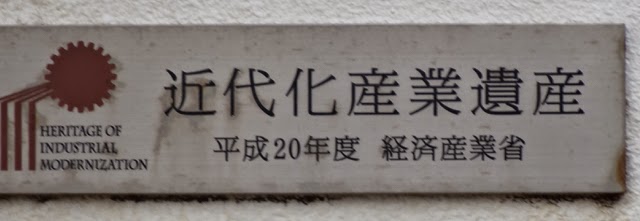 近代化産業遺産
HERITAGE OF
INDUSTRIAL
MODERNIZATION
平成20年度 経済産業省